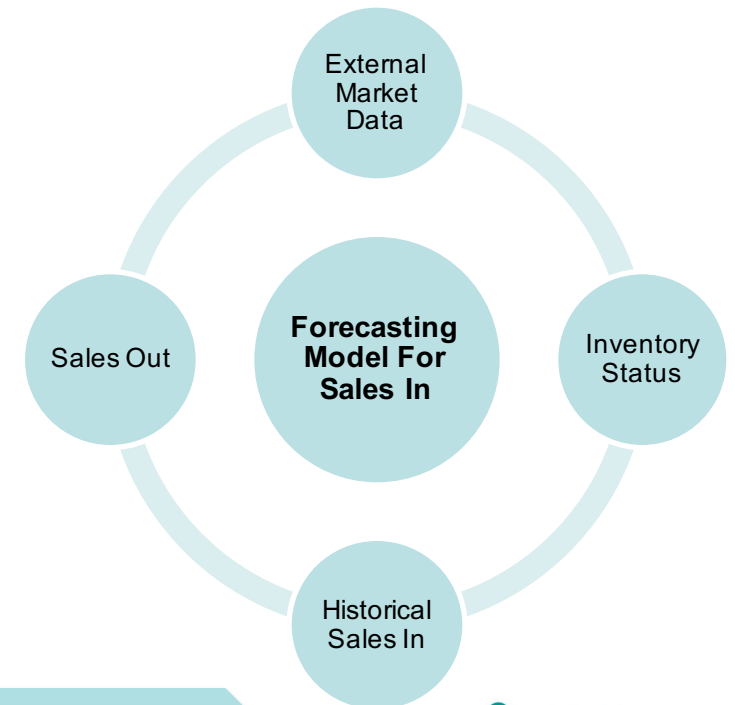 External
Market
Data
Sales Out
Forecasting
Model For
Sales In
Inventory
Status
Historical
Sales In